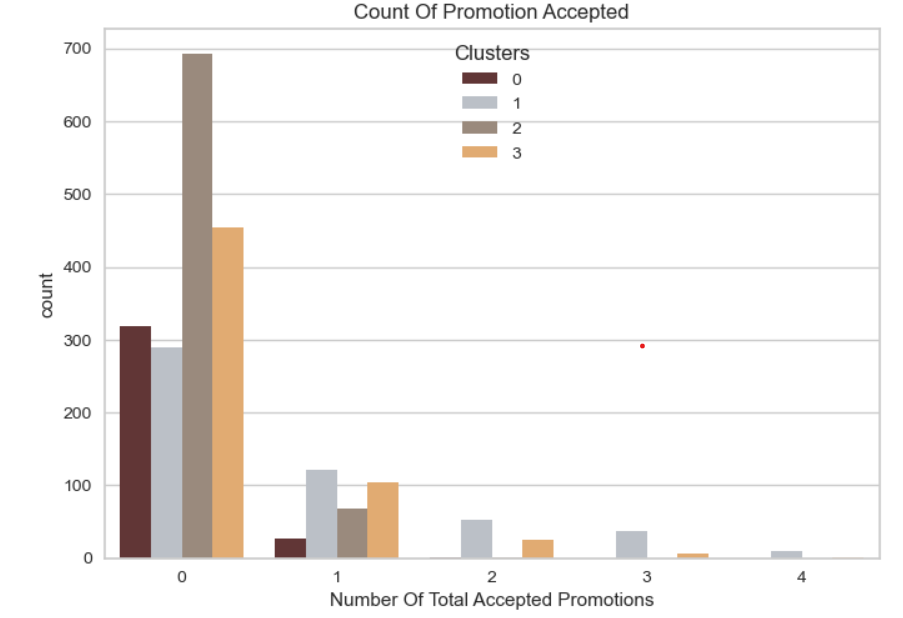 Count Of Promotion Accepted
Clusters
0
1
2
3
700
600
500
400
300
200
100
0
count
0 1 2 3 4
Number Of Total Accepted Promotions